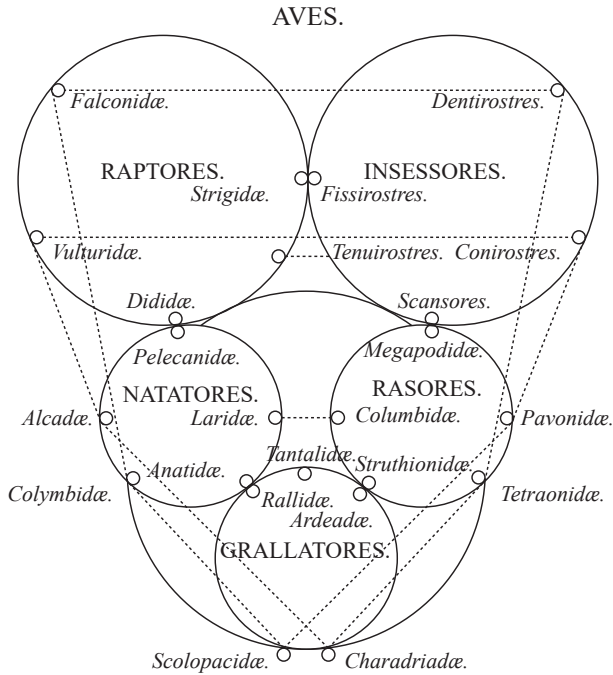 AVES.
Falconidæ. Dentirostres.
RAPTORES. INSESSORES.
Strigidæ. Fissirostres.
Vulturidæ. Tenuirostres. Conirostres.
Dididæ. Scansores.
Pelecanidæ. Megapodidæ.
NATATORES. RASORES.
Alcadæ. Laridæ. Columbidæ. Pavonidæ.
Anatidæ. Tantalidæ. Struthionidæ.
Colymbidæ. Rallidæ. Tetraonidæ.
Ardeadæ.
GRALLATORES.
Scolopacidæ. Charadriadæ.